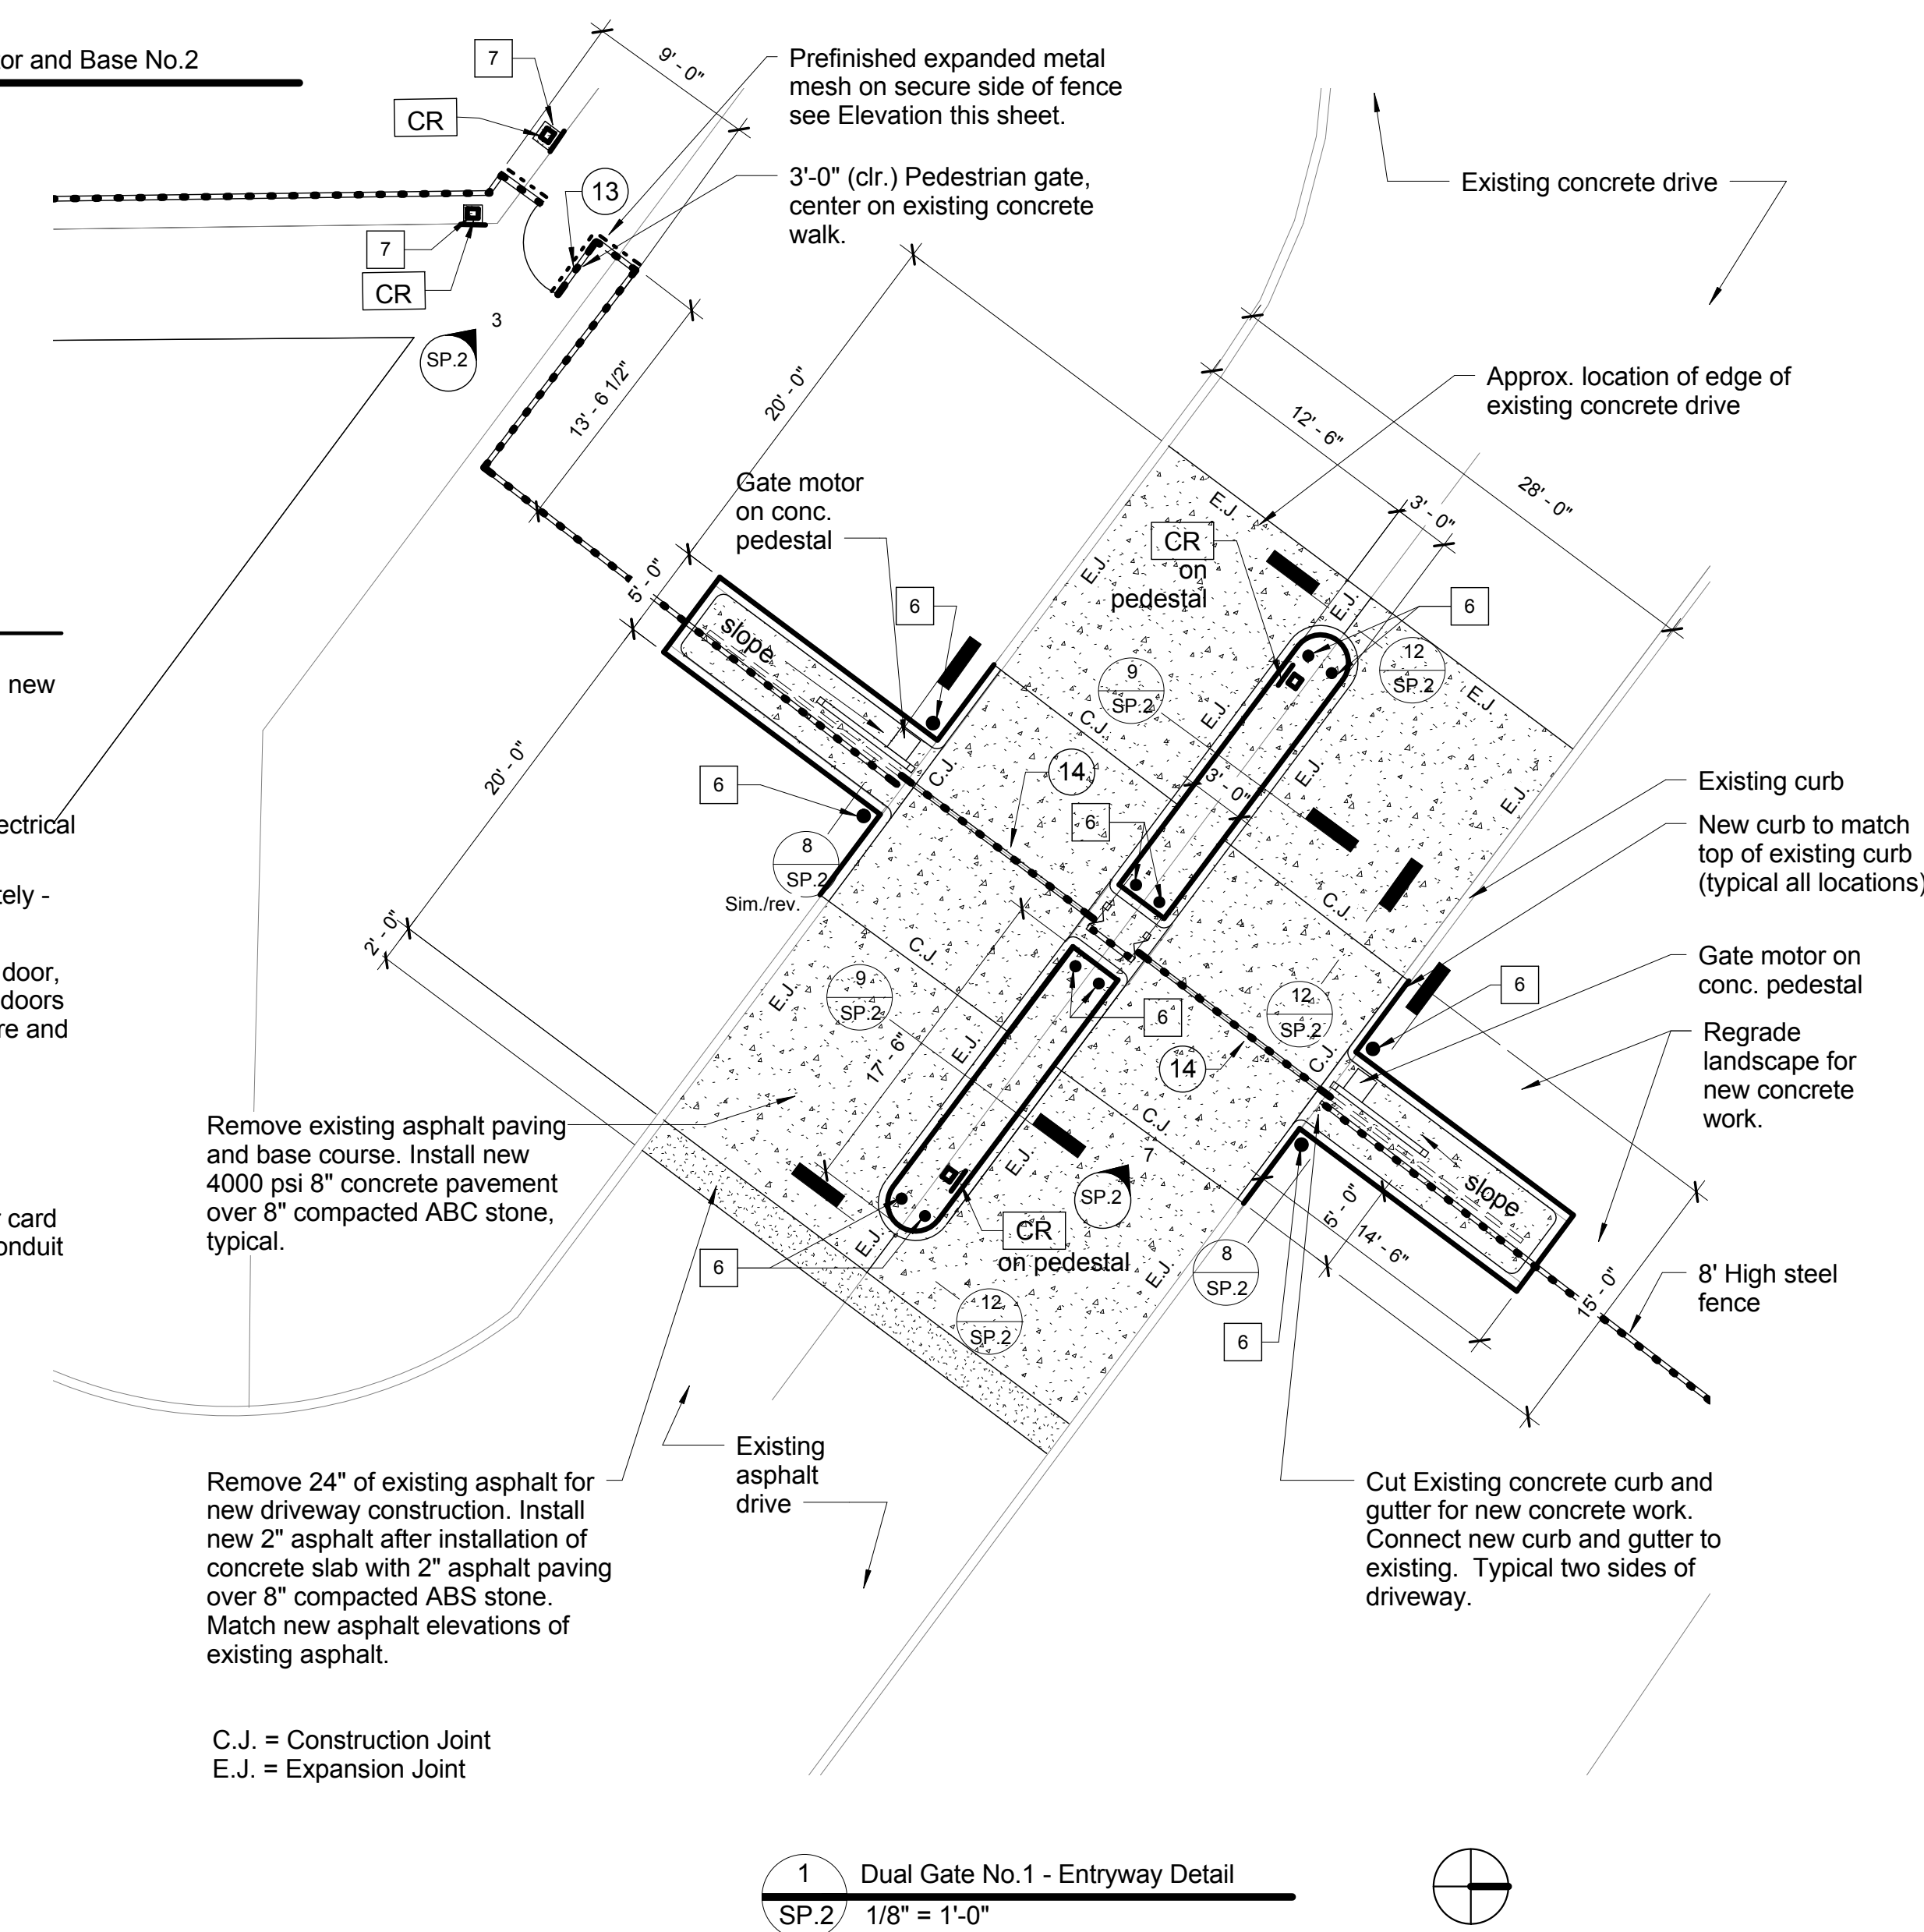 or and Base No.2
7
CR
9' - 0"
Prefinished expanded metal
mesh on secure side of fence
see Elevation this sheet.
13
3'-0" (clr.) Pedestrian gate,
center on existing concrete
walk.
7
CR
3
SP.2
Existing concrete drive
13' - 6 1/2"
20' - 0"
Approx. location of edge of
existing concrete drive
12' - 6"
28' - 0"
3' - 0"
Gate motor
on conc.
pedestal
E.J.
CR
on
pedestal
E.J.
E.J.
5' - 0"
6
6
slope
12
SP.2
9
SP.2
E.J.
E.J.
C.J.
new
20' - 0"
14
3' - 0"
E.J.
E.J.
C.J.
6
6
Existing curb
New curb to match
top of existing curb
(typical all locations)
ectrical
8
SP.2
Sim./rev.
tely -
C.J.
C.J.
2' - 0"
door,
doors
re and
Gate motor on
conc. pedestal
6
E.J.
9
SP.2
12
SP.2
6
E.J.
17' - 6"
14
C.J.
Regrade
landscape for
new concrete
work.
Remove existing asphalt paving
and base course. Install new
4000 psi 8" concrete pavement
over 8" compacted ABC stone,
typical.
C.J.
E.J.
7
SP.2
slope
5' - 0"
14' - 6"
r card
onduit
CR
on pedestal
E.J.
6
E.J.
8
SP.2
8' High steel
fence
15' - 0"
12
SP.2
6
Existing
asphalt
drive
Remove 24" of existing asphalt for
new driveway construction. Install
new 2" asphalt after installation of
concrete slab with 2" asphalt paving
over 8" compacted ABS stone.
Match new asphalt elevations of
existing asphalt.
Cut Existing concrete curb and
gutter for new concrete work.
Connect new curb and gutter to
existing. Typical two sides of
driveway.
C.J. = Construction Joint
E.J. = Expansion Joint
1
SP.2
Dual Gate No.1 - Entryway Detail
1/8" = 1'-0"